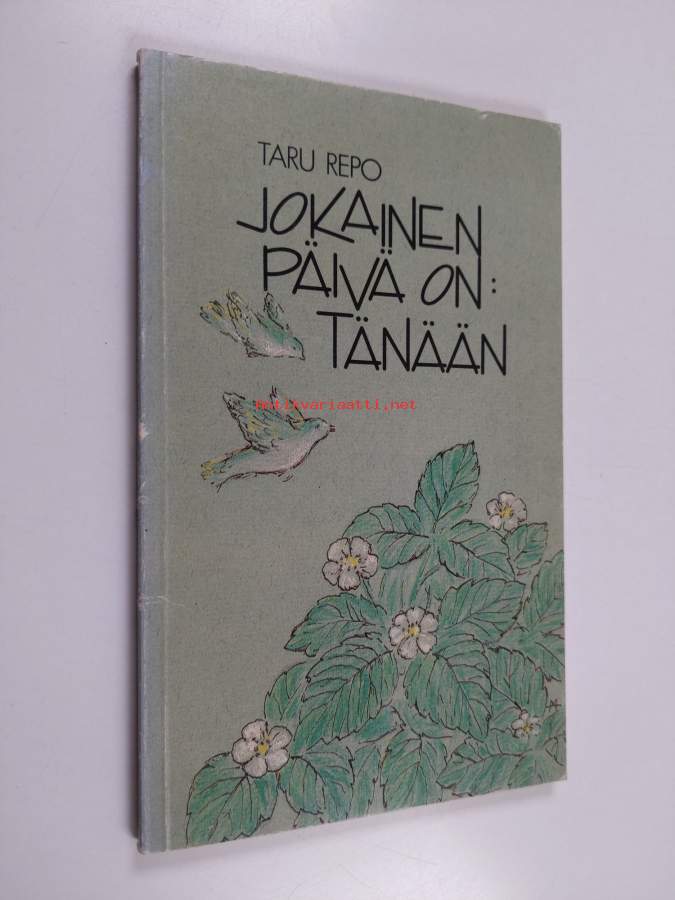 TARU REPO
JOKAINEN
PÄIVÄ ON:
TÄNÄÄN
antikvariaatti.net